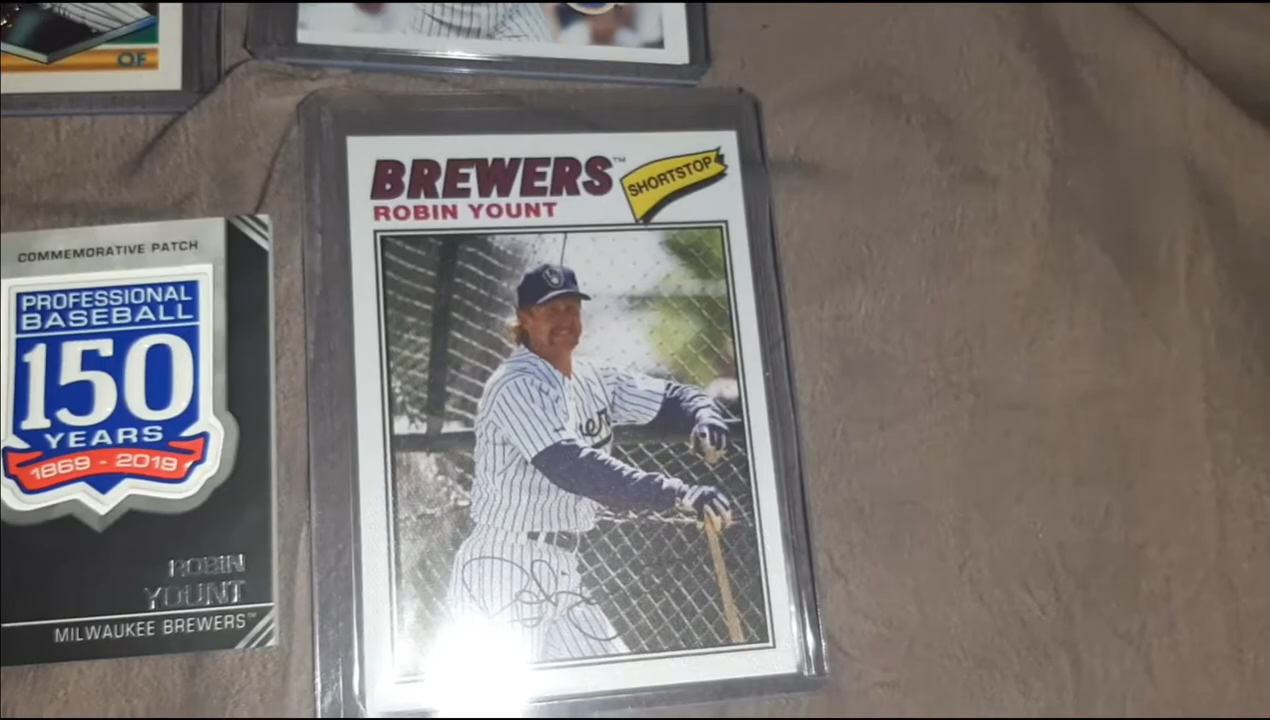 OF
BREWERS™
SHORTSTOP
ROBIN YOUNT
COMMEMORATIVE PATCH
PROFESSIONAL
BASEBALL
150
YEARS
1869 - 2019
ROBIN
YOUNT
MILWAUKEE BREWERS™